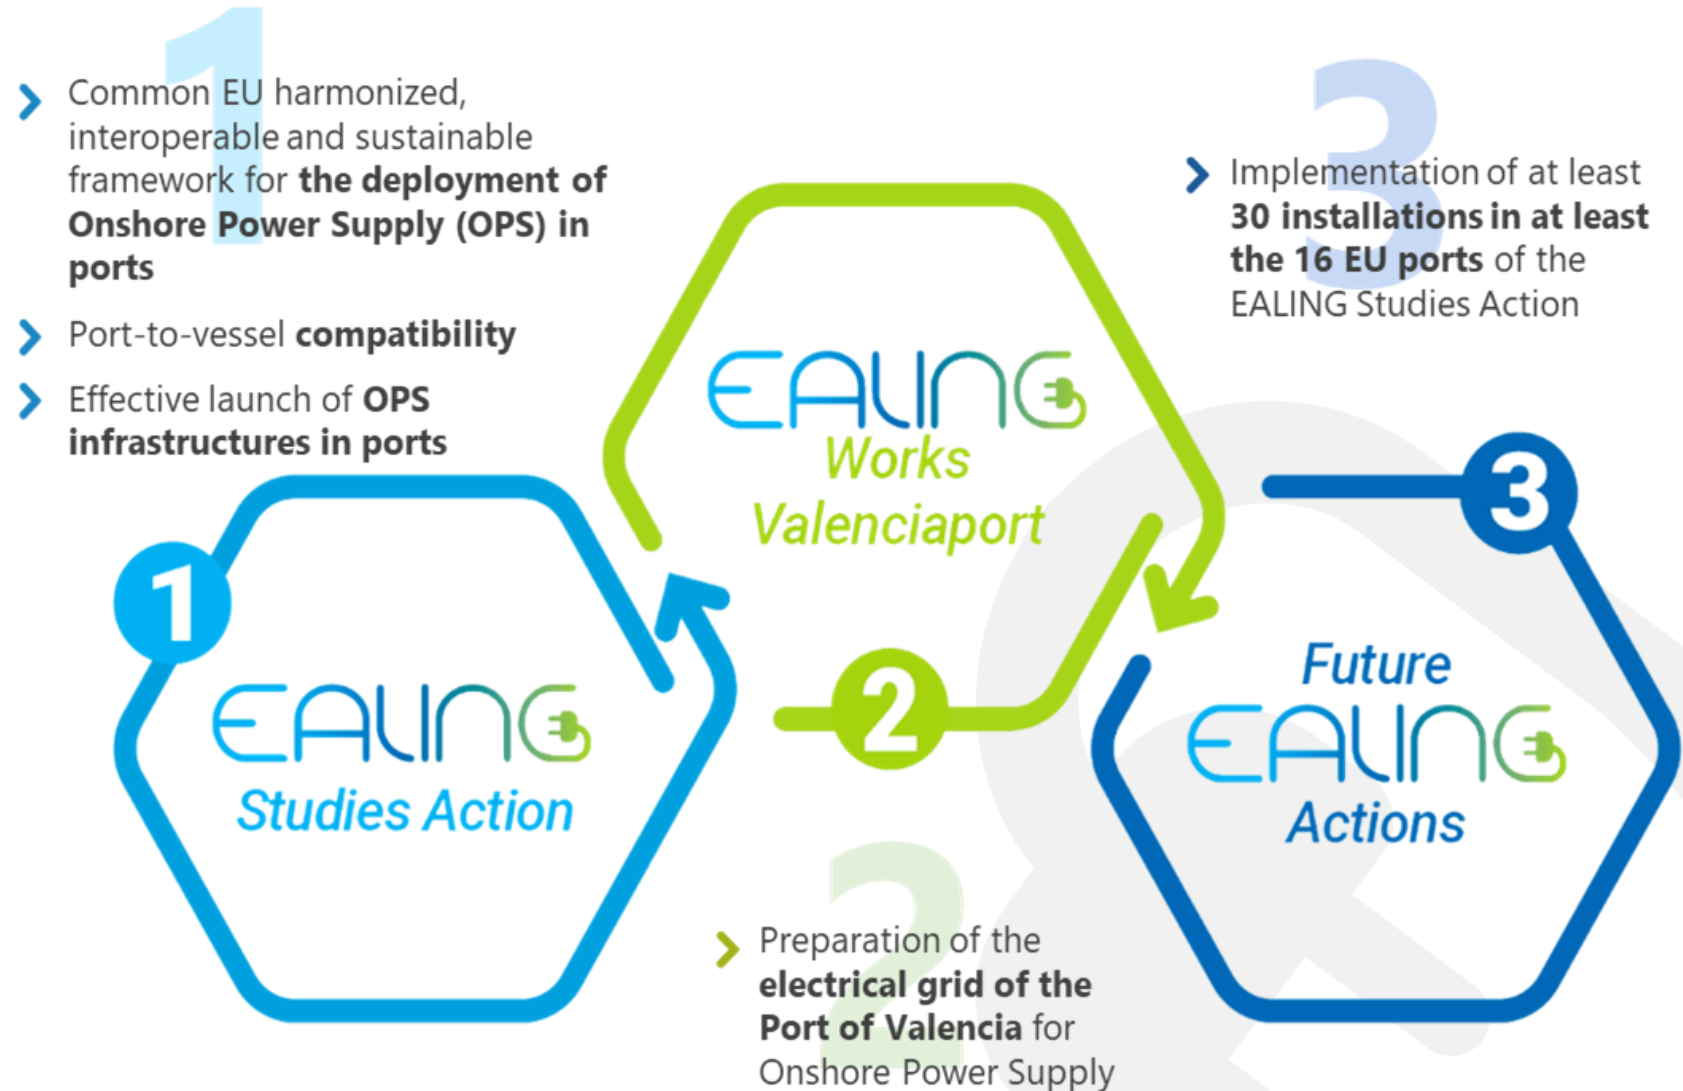 1
Common EU harmonized,
interoperable and sustainable
framework for the deployment of
Onshore Power Supply (OPS) in
ports
Port-to-vessel compatibility
Effective launch of OPS
infrastructures in ports
1
EALING
Studies Action
EALING
Works
Valenciaport
2
2
Preparation of the
electrical grid of the
Port of Valencia for
Onshore Power Supply
3
Implementation of at least
30 installations in at least
the 16 EU ports of the
EALING Studies Action
3
Future
EALING
Actions